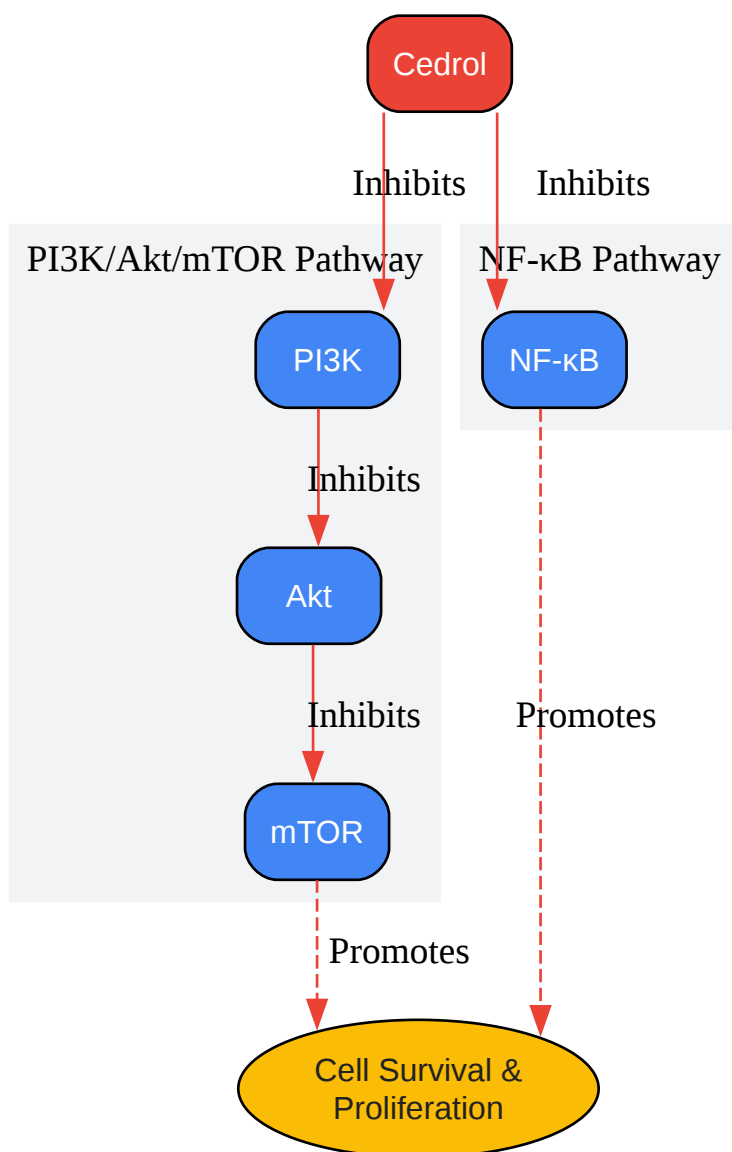 Cedrol
Inhibits
Inhibits
PI3K/Akt/mTOR Pathway
NF-κB Pathway
PI3K
NF-κB
Inhibits
Akt
Inhibits
Promotes
mTOR
Promotes
Cell Survival &
Proliferation